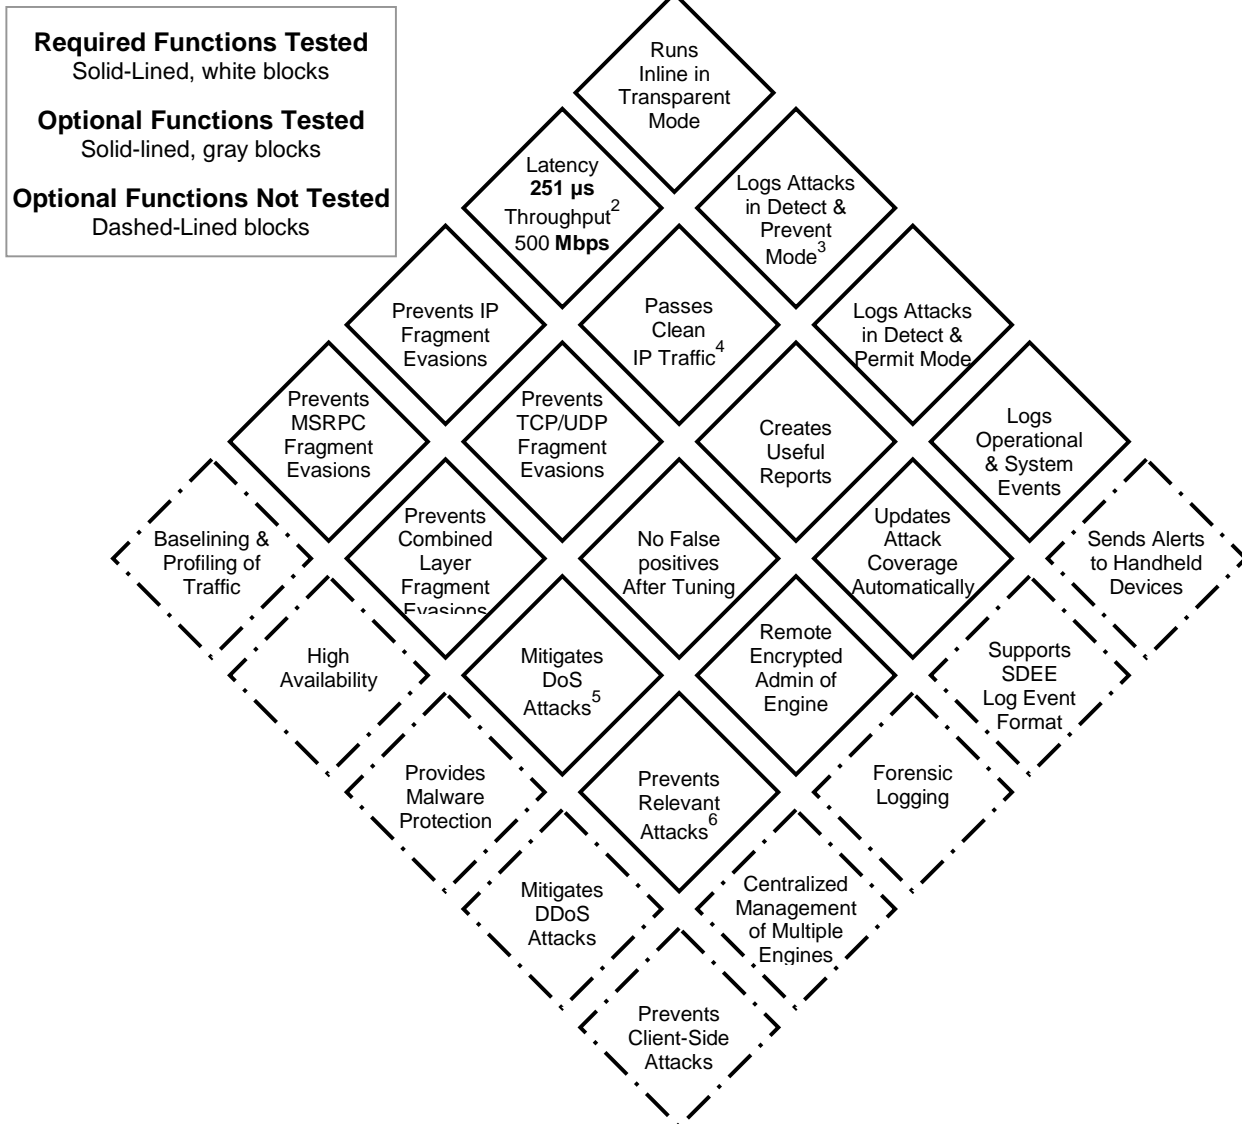 Required Functions Tested
Solid-Lined, white blocks
Optional Functions Tested
Solid-lined, gray blocks
Optional Functions Not Tested
Dashed-Lined blocks
Runs
Inline in
Transparent
Mode
Latency
251 µs
Throughput2
500 Mbps
Logs Attacks
in Detect &
Prevent
Mode3
Prevents IP
Fragment
Evasions
Passes
Clean
IP Traffic4
Logs Attacks
in Detect &
Permit Mode
Prevents
MSRPC
Fragment
Evasions
Prevents
TCP/UDP
Fragment
Evasions
Creates
Useful
Reports
Logs
Operational
& System
Events
Baselining &
Profiling of
Traffic
Prevents
Combined
Layer
Fragment
Evasions
No False
positives
After Tuning
Updates
Attack
Coverage
Automatically
Sends Alerts
to Handheld
Devices
High
Availability
Mitigates
DoS
Attacks5
Remote
Encrypted
Admin of
Engine
Supports
SDEE
Log Event
Format
Provides
Malware
Protection
Prevents
Relevant
Attacks6
Forensic
Logging
Mitigates
DDoS
Attacks
Centralized
Management
of Multiple
Engines
Prevents
Client-Side
Attacks